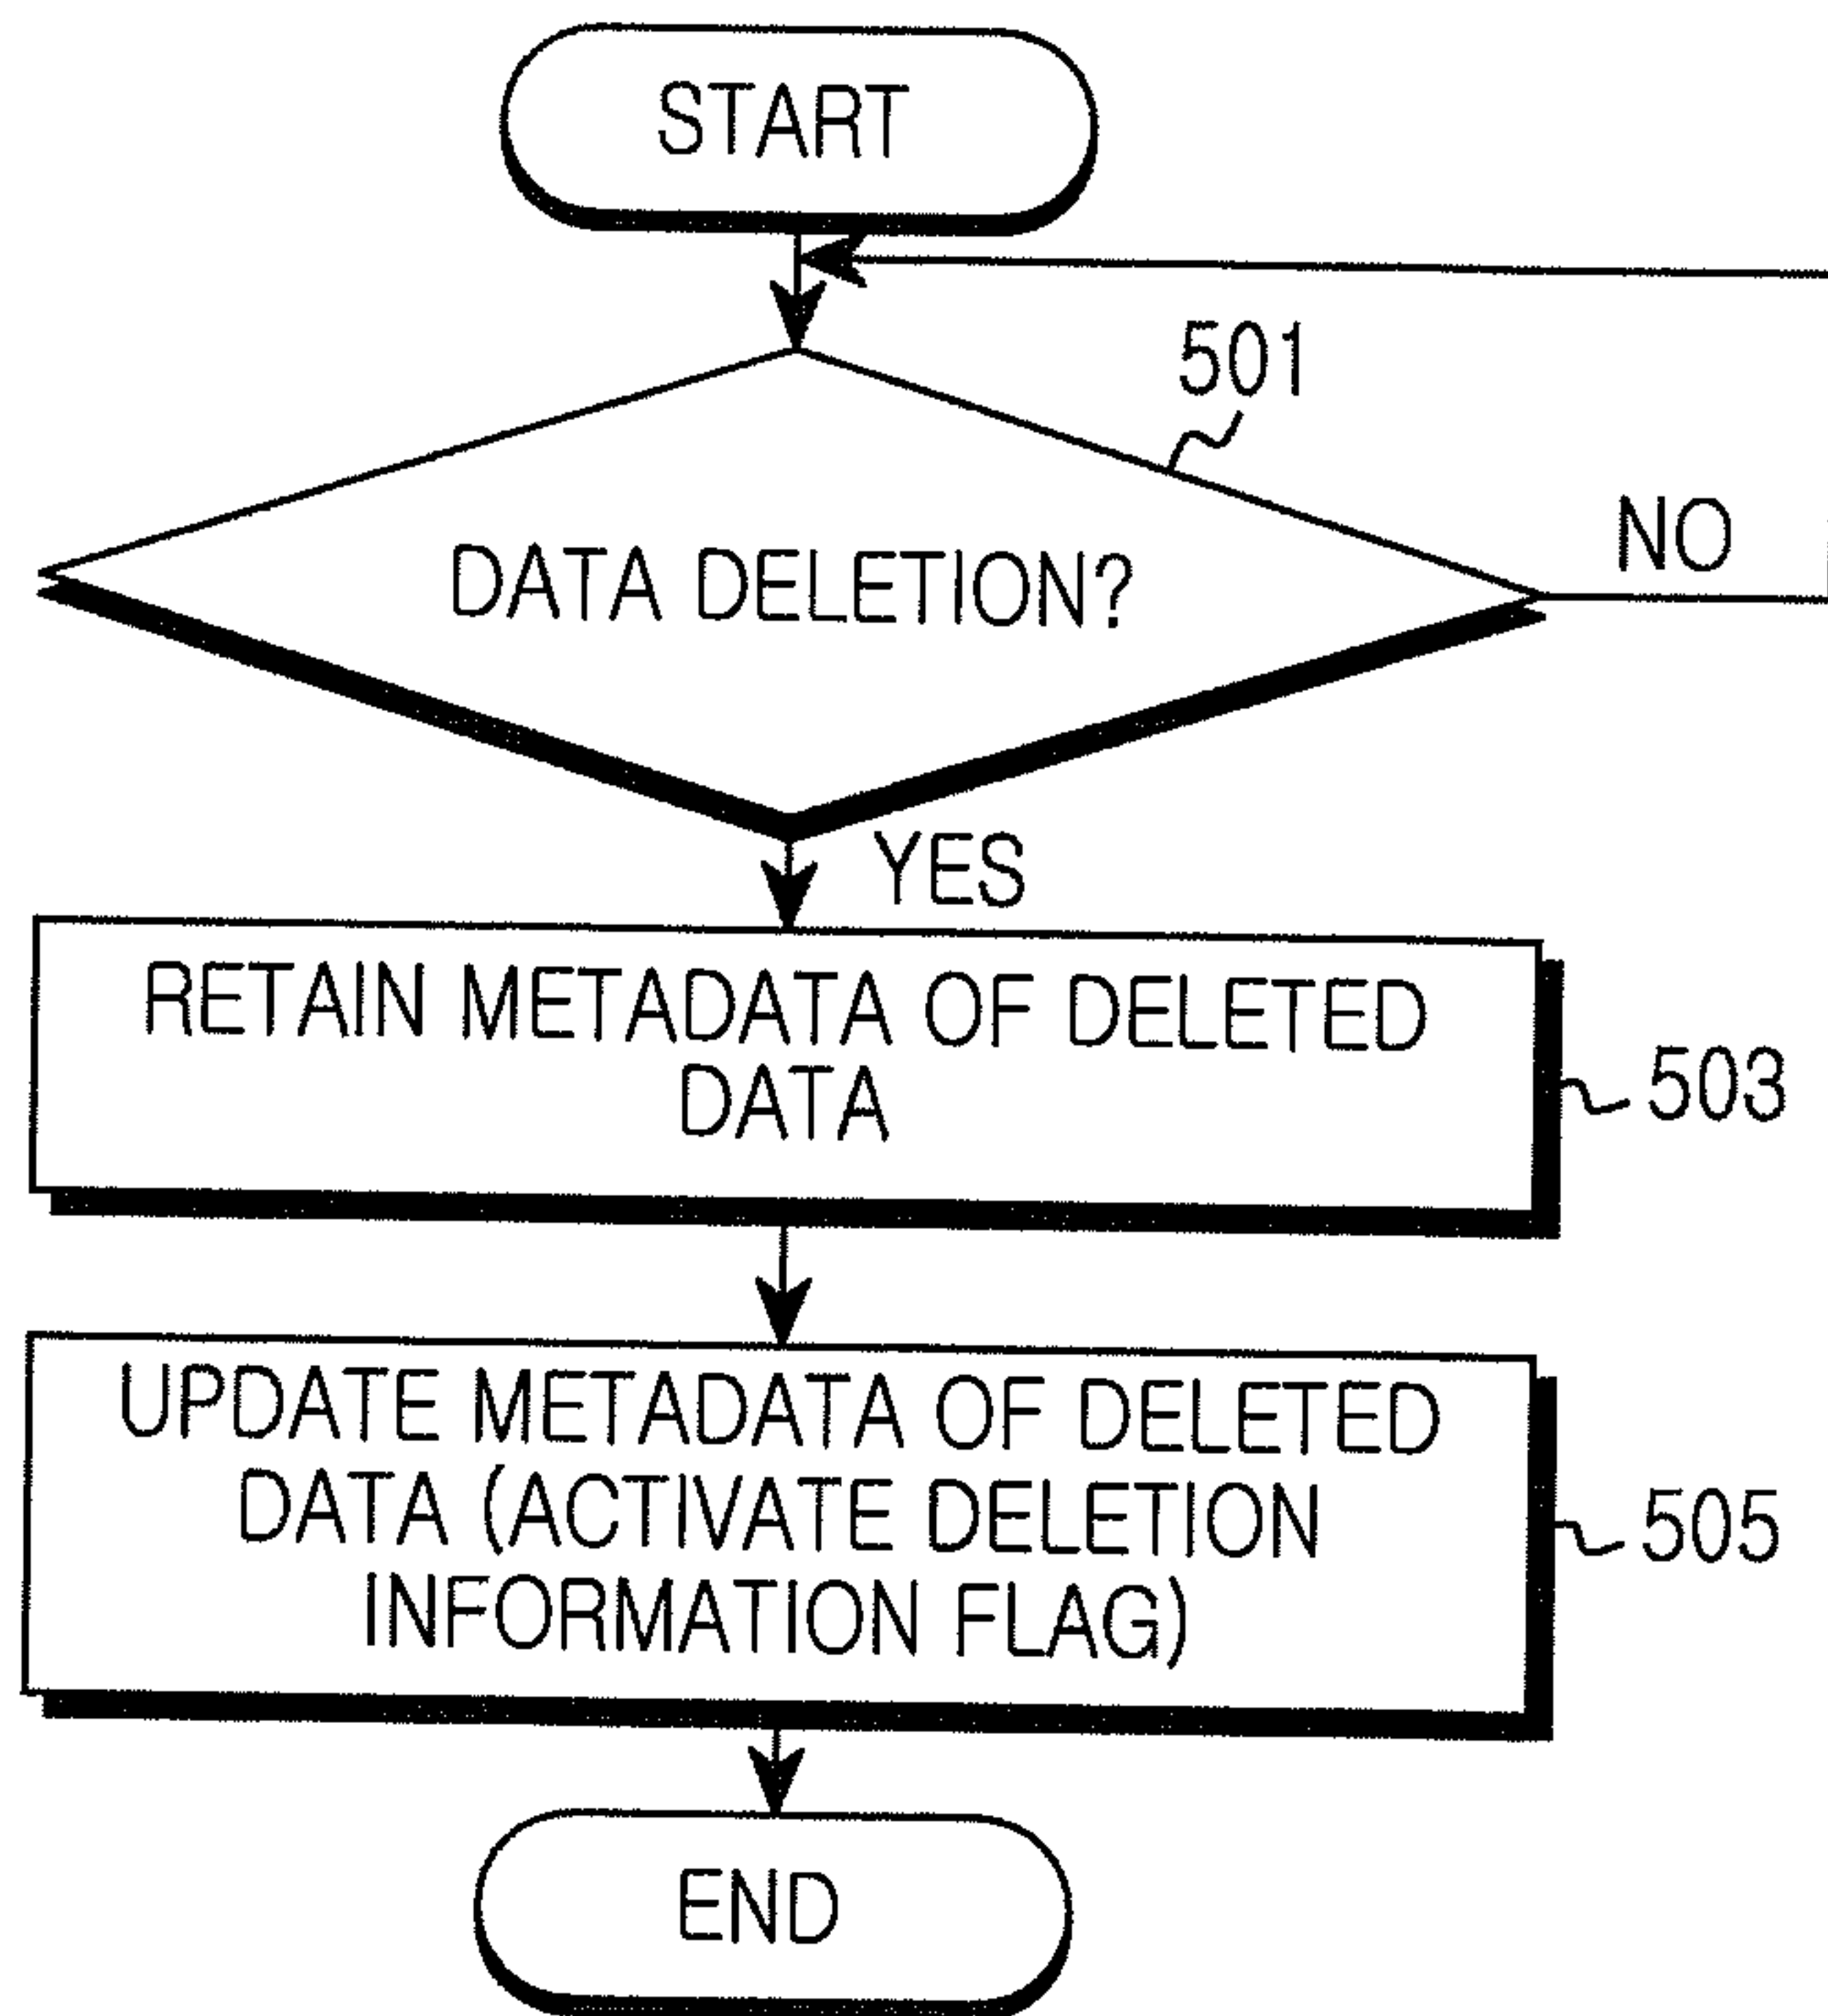 START
501
DATA DELETION?
NO
YES
RETAIN METADATA OF DELETED
DATA
503
UPDATE METADATA OF DELETED
DATA (ACTIVATE DELETION
INFORMATION FLAG)
505
END